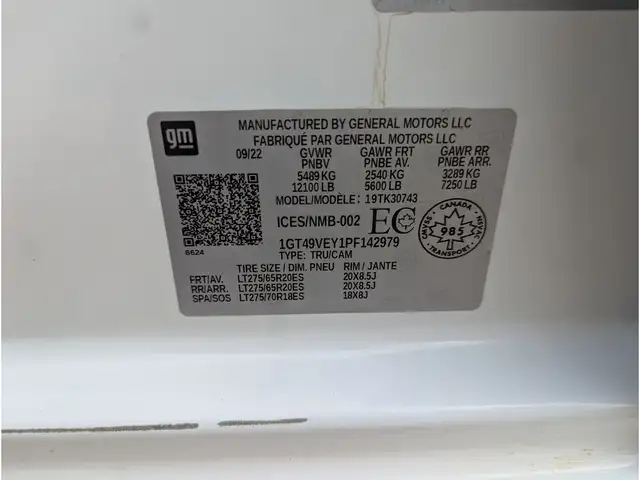 gm
MANUFACTURED BY GENERAL MOTORS LLC
FABRIQUÉ PAR GENERAL MOTORS LLC
09/22 GVWR GAWR FRT GAWR RR
PNBV PNBE AV. PNBE ARR.
5489 KG 2540 KG 3289 KG
12100 LB 5600 LB 7250 LB
MODEL/MODÈLE: 19TK30743
ICES/NMB-002 EC
CANADA
985
TRANSPORT
1GT49VEY1PF142979
6624
TYPE: TRU/CAM
TIRE SIZE / DIM. PNEU RIM / JANTE
FRT/AV. LT275/65R20ES 20X8.5J
RR/ARR. LT275/65R20ES 20X8.5J
SPA/SOS LT275/70R18ES 18X8J